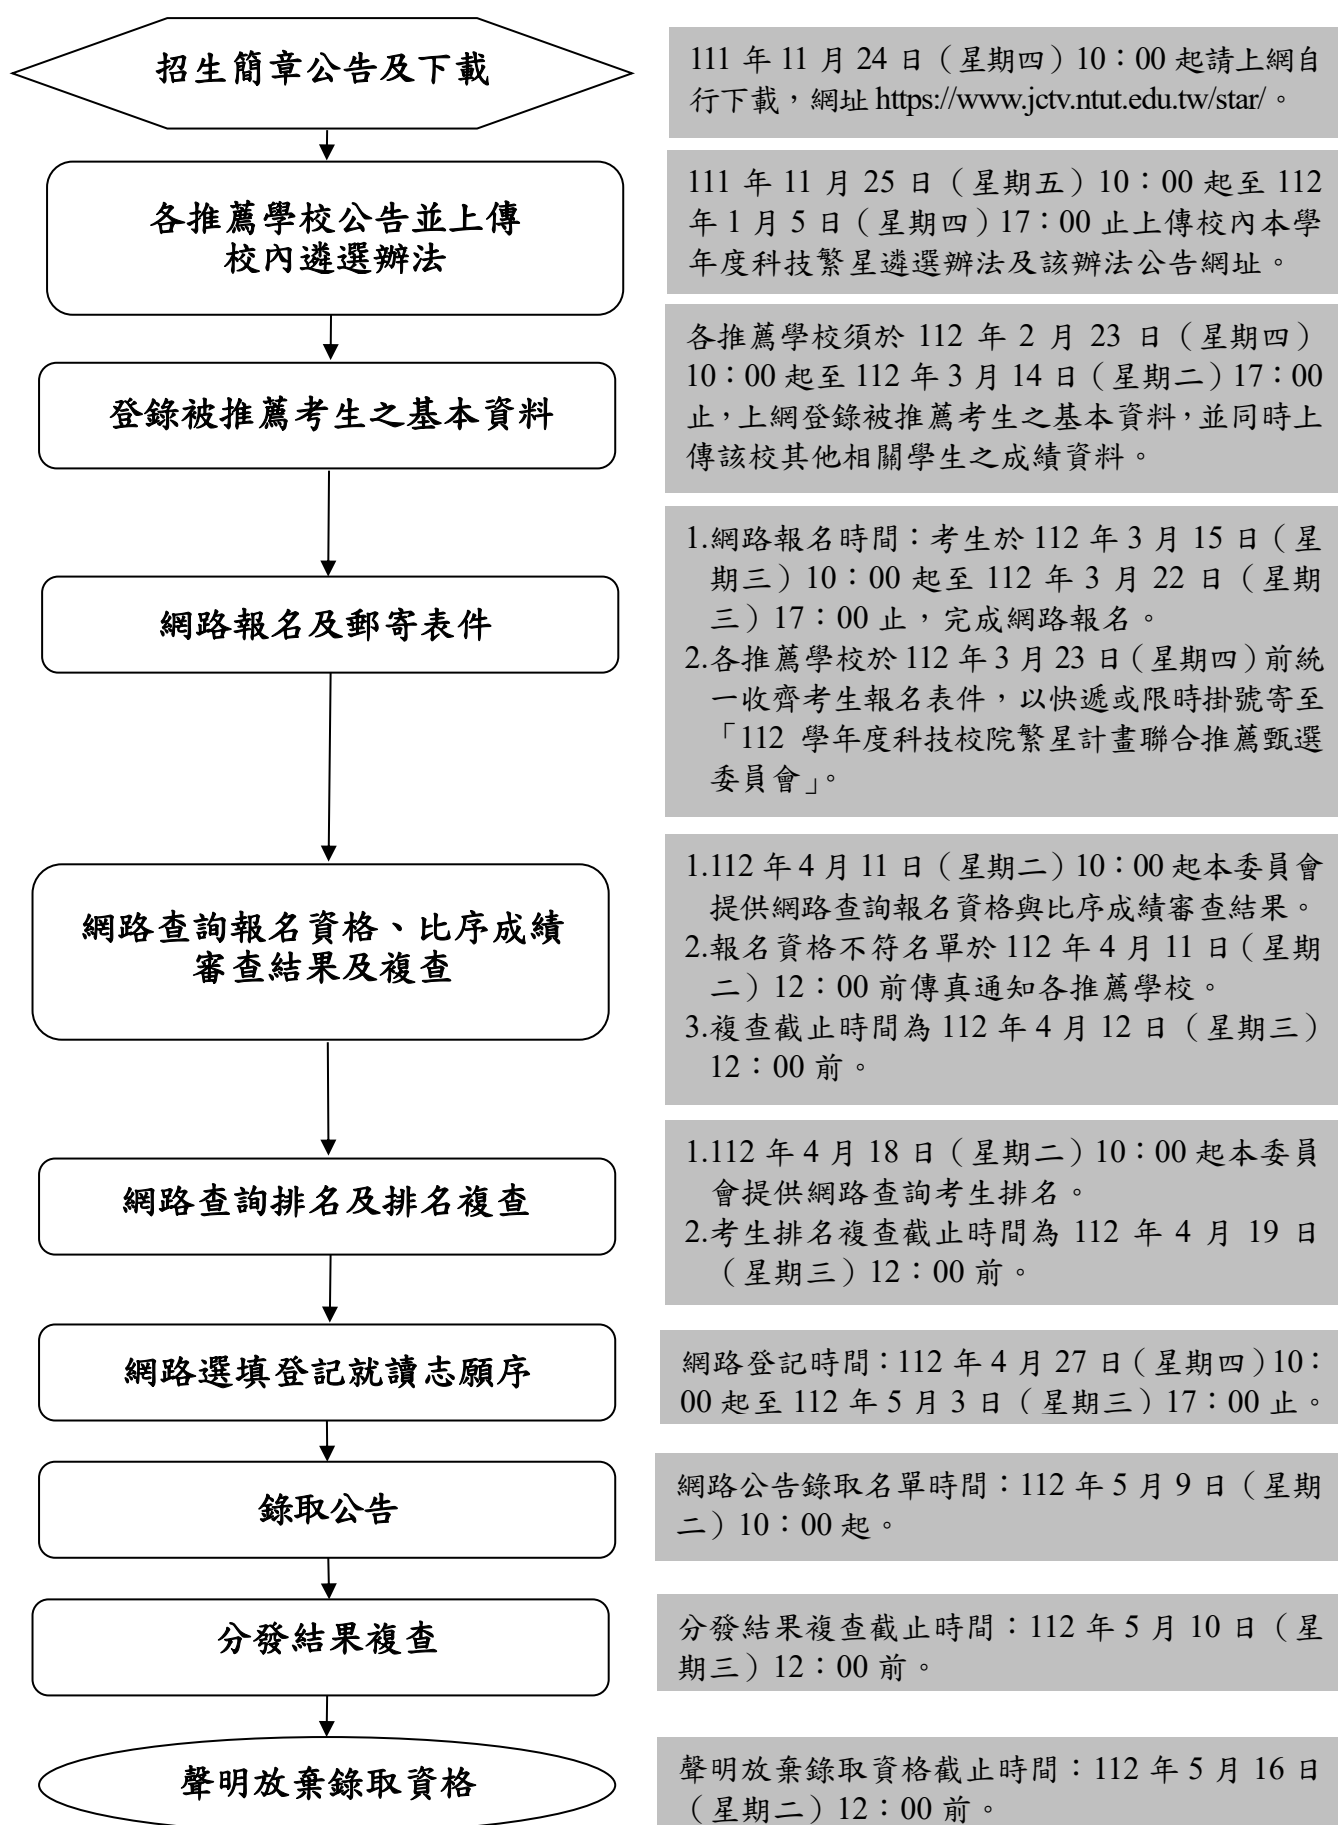 招生簡章公告及下載
111 年 11 月 24 日（星期四）10：00 起請上網自
行下載，網址 https://www.jctv.ntut.edu.tw/star/。
各推薦學校公告並上傳
校內遴選辦法
111 年 11 月 25 日（星期五）10：00 起至 112
年 1 月 5 日（星期四）17：00 止上傳校內本學
年度科技繁星遴選辦法及該辦法公告網址。
登錄被推薦考生之基本資料
各推薦學校須於 112 年 2 月 23 日（星期四）
10：00 起至 112 年 3 月 14 日（星期二）17：00
止，上網登錄被推薦考生之基本資料，並同時上
傳該校其他相關學生之成績資料。
網路報名及郵寄表件
1.網路報名時間：考生於 112 年 3 月 15 日（星
期三）10：00 起至 112 年 3 月 22 日（星期
三）17：00 止，完成網路報名。
2.各推薦學校於 112 年 3 月 23 日（星期四）前統
一收齊考生報名表件，以快遞或限時掛號寄至
「112 學年度科技校院繁星計畫聯合推薦甄選
委員會」。
網路查詢報名資格、比序成績
審查結果及複查
1.112 年 4 月 11 日（星期二）10：00 起本委員會
提供網路查詢報名資格與比序成績審查結果。
2.報名資格不符名單於 112 年 4 月 11 日（星期
二）12：00 前傳真通知各推薦學校。
3.複查截止時間為 112 年 4 月 12 日（星期三）
12：00 前。
網路查詢排名及排名複查
1.112 年 4 月 18 日（星期二）10：00 起本委員
會提供網路查詢考生排名。
2.考生排名複查截止時間為 112 年 4 月 19 日
（星期三）12：00 前。
網路選填登記就讀志願序
網路登記時間：112 年 4 月 27 日（星期四）10：
00 起至 112 年 5 月 3 日（星期三）17：00 止。
錄取公告
網路公告錄取名單時間：112 年 5 月 9 日（星期
二）10：00 起。
分發結果複查
分發結果複查截止時間：112 年 5 月 10 日（星
期三）12：00 前。
聲明放棄錄取資格
聲明放棄錄取資格截止時間：112 年 5 月 16 日
（星期二）12：00 前。